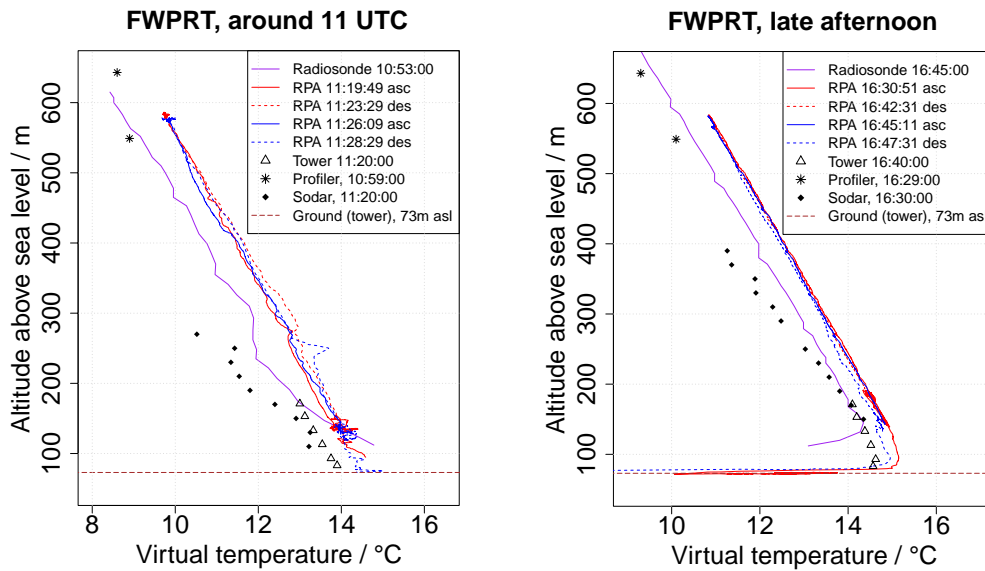 FWPRT, around 11 UTC
Altitude above sea level / m
600
500
400
300
200
100
Radiosonde 10:53:00
RPA 11:19:49 asc
RPA 11:23:29 des
RPA 11:26:09 asc
RPA 11:28:29 des
Tower 11:20:00
Profiler, 10:59:00
Sodar, 11:20:00
Ground (tower), 73m asl
8 10 12 14 16
Virtual temperature / °C
FWPRT, late afternoon
Altitude above sea level / m
600
500
400
300
200
100
Radiosonde 16:45:00
RPA 16:30:51 asc
RPA 16:42:31 des
RPA 16:45:11 asc
RPA 16:47:31 des
Tower 16:40:00
Profiler, 16:29:00
Sodar, 16:30:00
Ground (tower), 73m as
10 12 14 16
Virtual temperature / °C